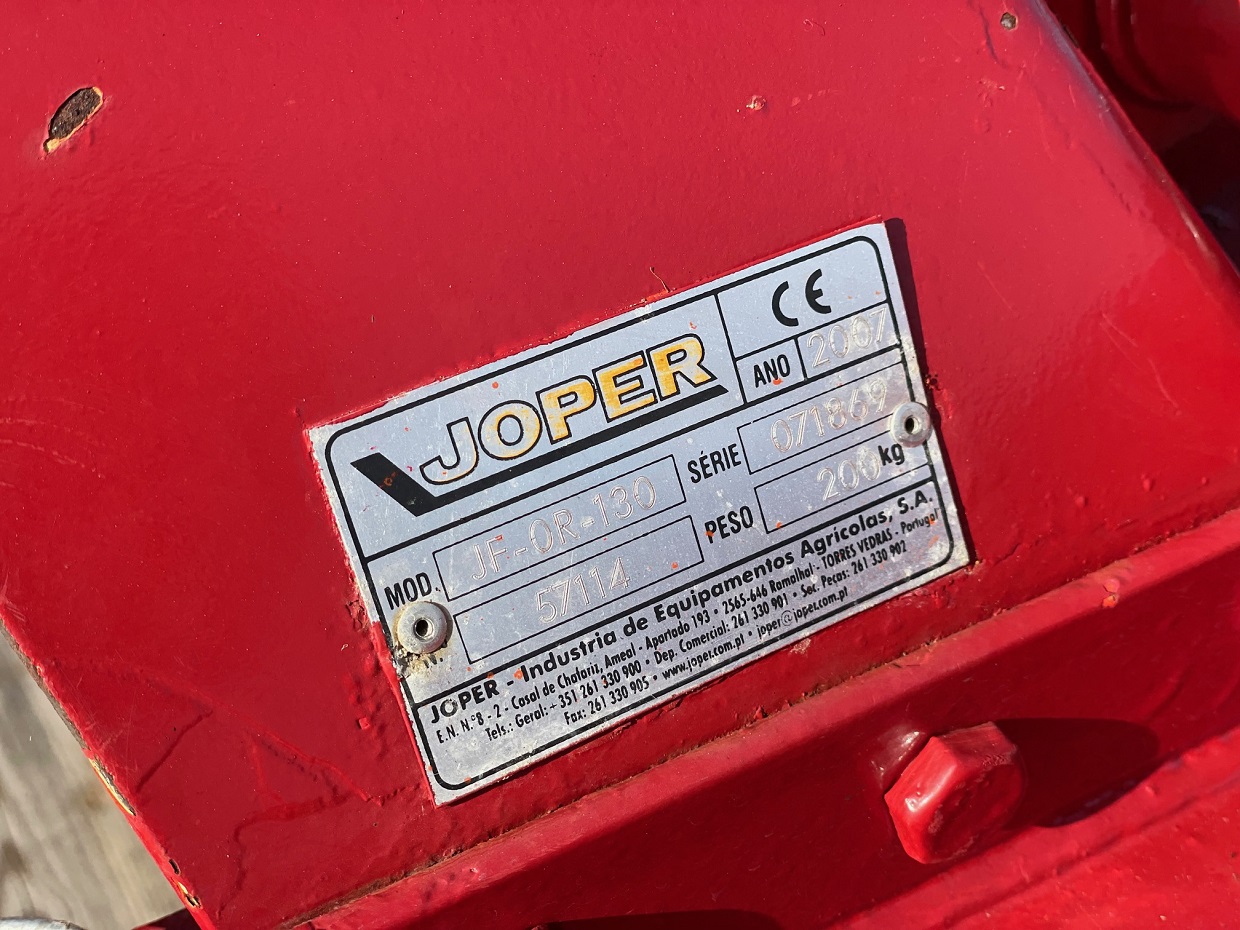 JOPER
CE
ANO 2007
MOD. JF-OR-130
SÉRIE 071869
57114
PESO 200 kg
JOPER - Industria de Equipamentos Agrícolas, S.A.
E.N. N.º 8 - 2 - Casal de Chafariz, Ameal - Apartado 193 • 2565-646 Ramalhal - TORRES VEDRAS - Portugal
Tels.: Geral: +351 261 330 900 • Dep. Comercial: 261 330 901 • Sec. Peças: 261 330 902
Fax: 261 330 905 • www.joper.com.pt • joper@joper.com.pt